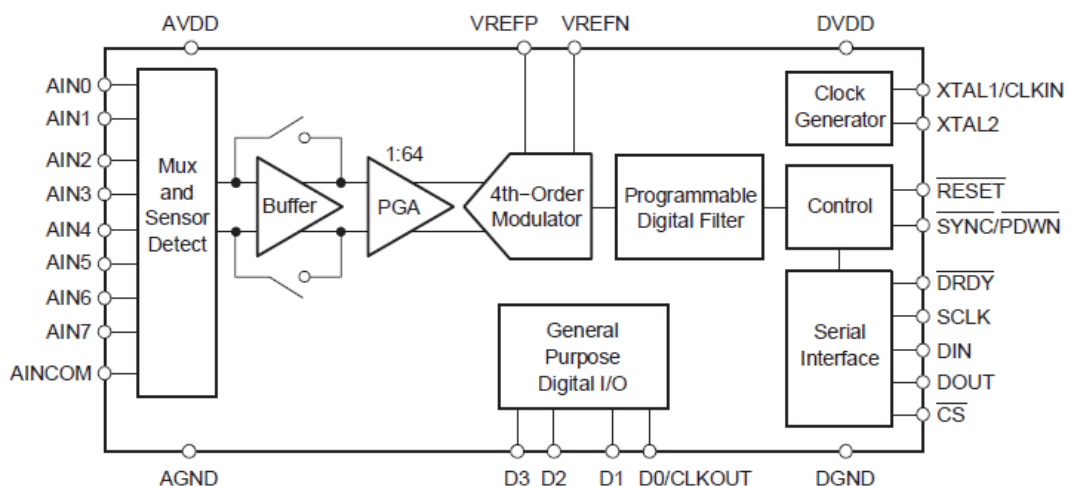 AVDD
VREFP
VREFN
DVDD
AIN0
AIN1
AIN2
AIN3
AIN4
AIN5
AIN6
AIN7
AINCOM
Mux
and
Sensor
Detect
Buffer
1:64
PGA
4th−Order
Modulator
Programmable
Digital Filter
Clock
Generator
Control
Serial
Interface
General
Purpose
Digital I/O
XTAL1/CLKIN
XTAL2
RESET
SYNC/PDWN
DRDY
SCLK
DIN
DOUT
CS
AGND
D3
D2
D1
D0/CLKOUT
DGND